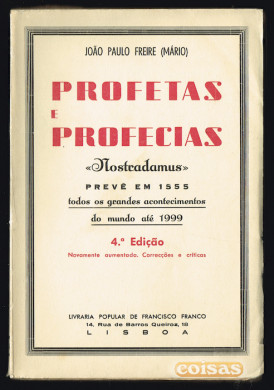 JOÃO PAULO FREIRE (MÁRIO)
PROFETAS
E
PROFECIAS
«Nostradamus»
PREVÊ EM 1555
todos os grandes acontecimentos
do mundo até 1999
4.ª Edição
Novamente aumentada. Correcções e críticas
LIVRARIA POPULAR DE FRANCISCO FRANCO
14, Rua de Barros Queiroz, 18
LISBOA
coisas